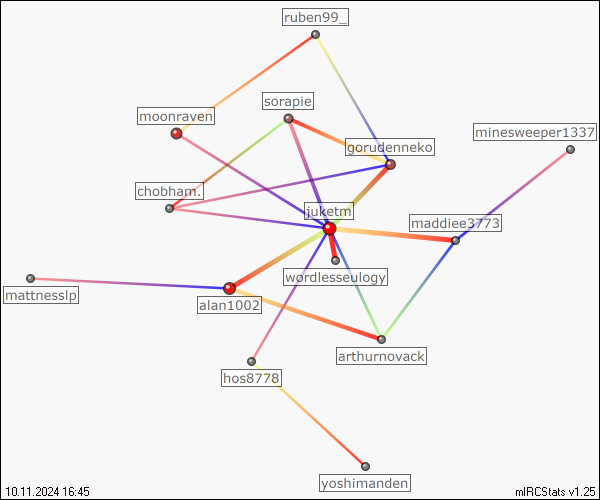 ruben99_
sorapie
moonraven
minesweeper1337
gorudenneko
chobham.
juketm
maddiee3773
wordlesseulogy
mattnesslp
alan1002
arthurnovack
hos8778
yoshimanden
10.11.2024 16:45
mIRCStats v1.25